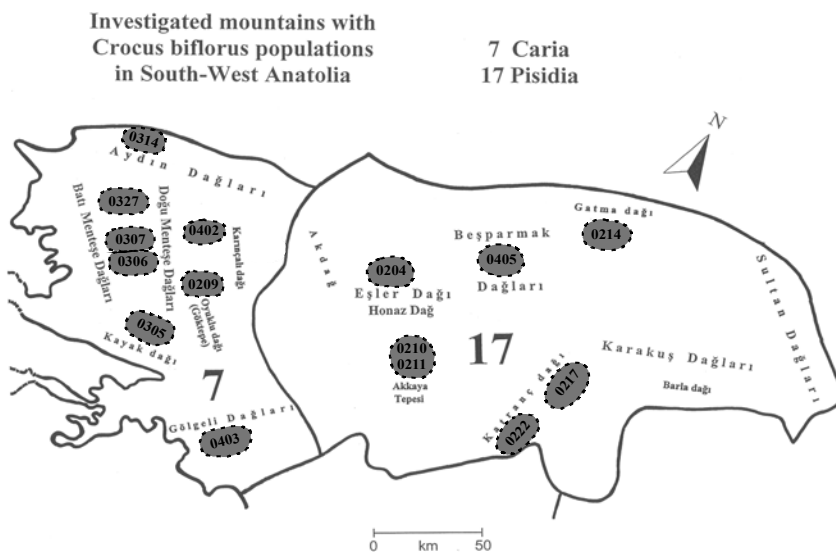 Investigated mountains with
Crocus biflorus populations
in South-West Anatolia
7 Caria
17 Pisidia
N
0314
Aydın Dağları
0327
Batı Menteşe Dağları
Doğu Menteşe Dağları
0307
0306
0402
Karıncalı dağı
0209
Oyuklu dağı
(Göktepe)
0305
Kayak dağı
7
Gölgeli Dağları
0403
Akdağ
0204
Eşler Dağı
Honaz Dağ
Beşparmak
0405
Dağları
Gatma dağı
0214
Sultan Dağları
0210
0211
Akkaya
Tepesi
17
Karakuş Dağları
Barla dağı
Katranç dağı
0217
0222
0 km 50